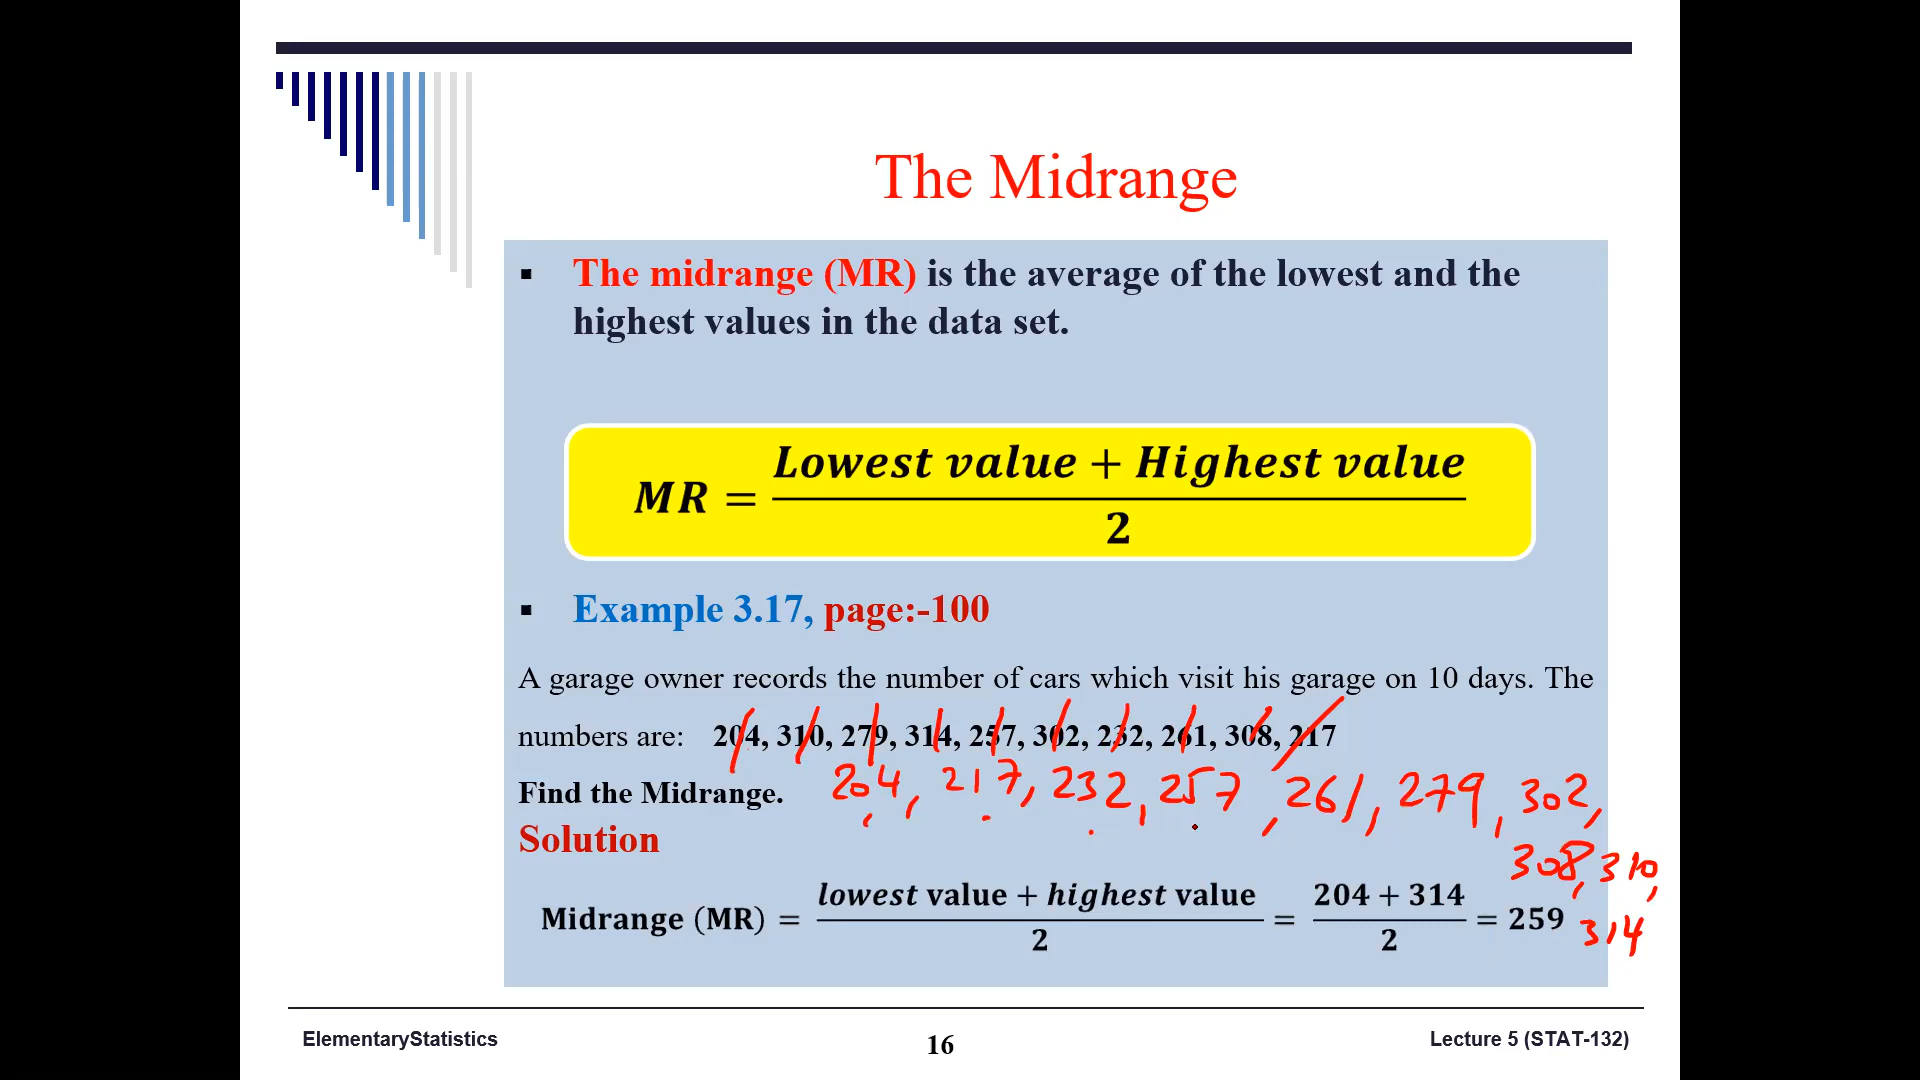 The Midrange
▪ The midrange (MR) is the average of the lowest and the
highest values in the data set.
MR = Lowest value + Highest value / 2
▪ Example 3.17, page:-100
A garage owner records the number of cars which visit his garage on 10 days. The
numbers are: 204, 310, 279, 314, 257, 302, 232, 261, 308, 217
Find the Midrange. 204, 217, 232, 257, 261, 279, 302,
308, 310,
314
Solution
Midrange (MR) = lowest value + highest value / 2 = 204 + 314 / 2 = 259
ElementaryStatistics 16 Lecture 5 (STAT-132)